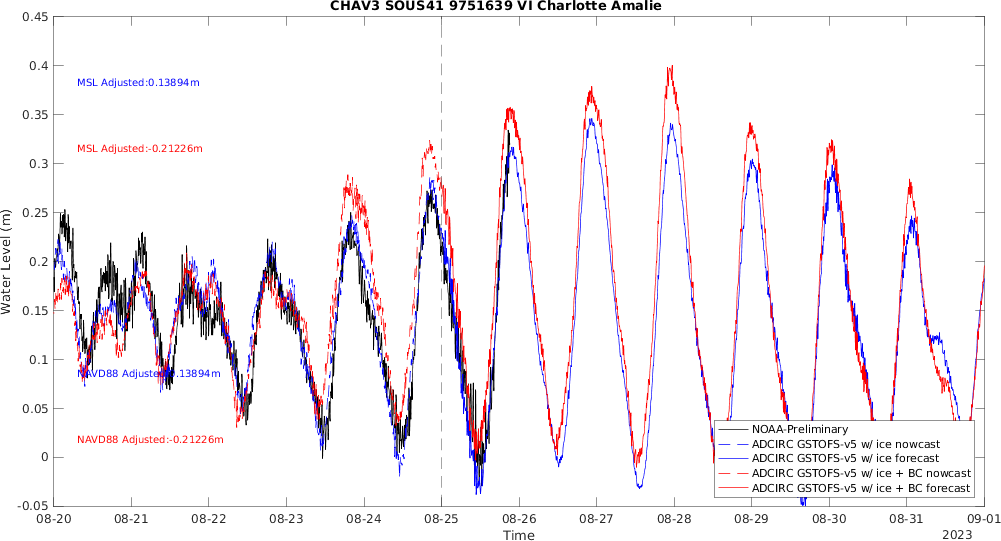 CHAV3 SOUS41 9751639 VI Charlotte Amalie
0.45
0.4
0.35
0.3
0.25
0.2
0.15
0.1
0.05
0
-0.05
Water Level (m)
MSL Adjusted:0.13894m
MSL Adjusted:-0.21226m
NAVD88 Adjusted:0.13894m
NAVD88 Adjusted:-0.21226m
NOAA-Preliminary
ADCIRC GSTOFS-v5 w/ ice nowcast
ADCIRC GSTOFS-v5 w/ ice forecast
ADCIRC GSTOFS-v5 w/ ice + BC nowcast
ADCIRC GSTOFS-v5 w/ ice + BC forecast
08-20 08-21 08-22 08-23 08-24 08-25 08-26 08-27 08-28 08-29 08-30 08-31 09-01
Time
2023